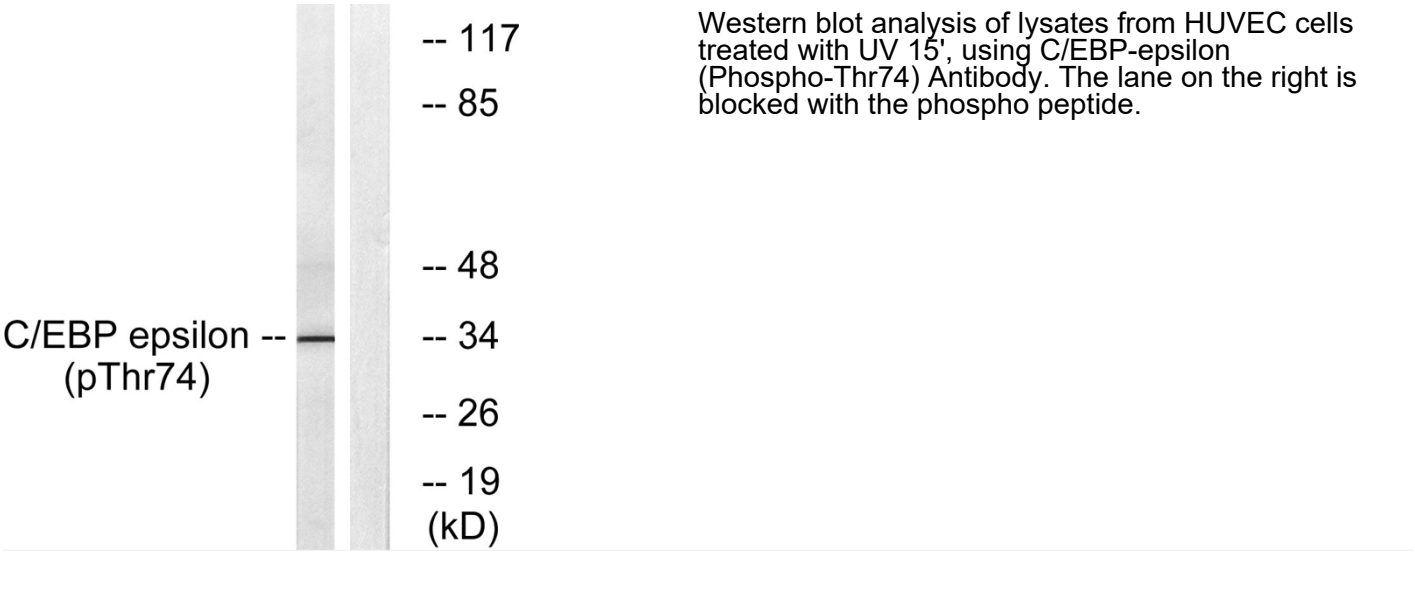 -- 117
-- 85
-- 48
C/EBP epsilon --
(pThr74)
-- 34
-- 26
-- 19
(kD)
Western blot analysis of lysates from HUVEC cells
treated with UV 15', using C/EBP-epsilon
(Phospho-Thr74) Antibody. The lane on the right is
blocked with the phospho peptide.